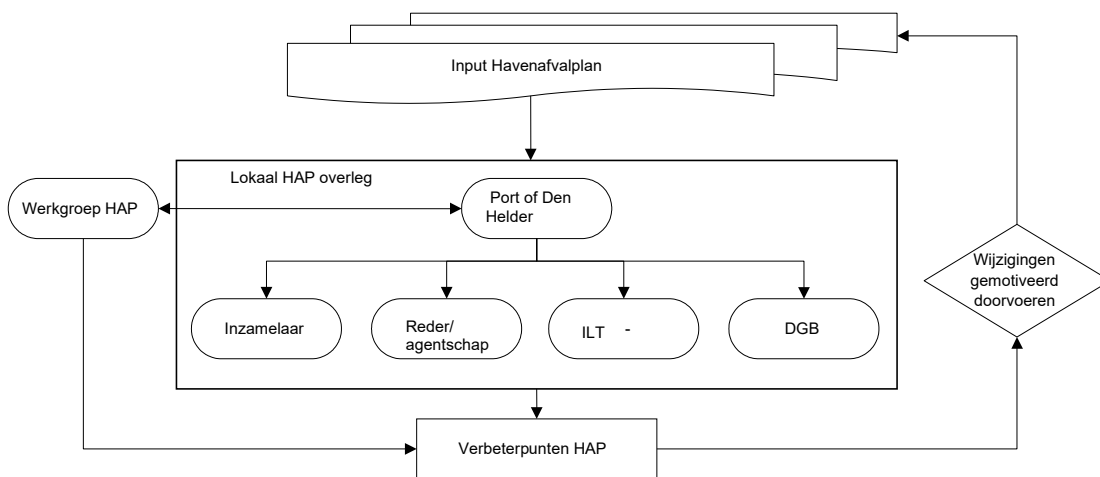 Input Havenafvalplan
Lokaal HAP overleg
Werkgroep HAP
Port of Den
Helder
Wijzigingen
gemotiveerd
doorvoeren
Inzamelaar
Reder/
agentschap
ILT -
DGB
Verbeterpunten HAP